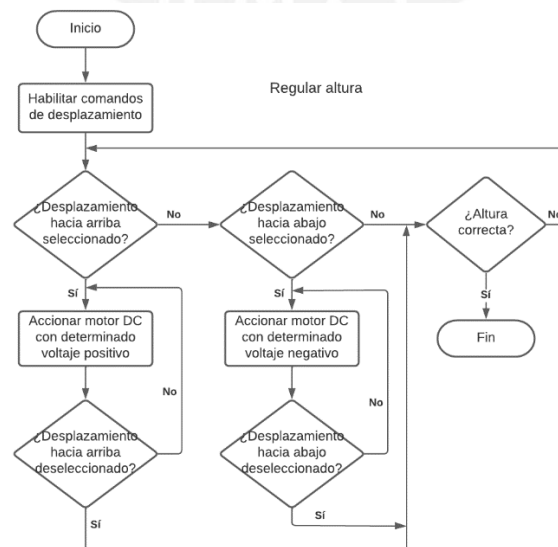 Inicio
Habilitar comandos
de desplazamiento
Regular altura
¿Desplazamiento
hacia arriba
seleccionado?
No
¿Desplazamiento
hacia abajo
seleccionado?
No
¿Altura
correcta?
No
Sí
Accionar motor DC
con determinado
voltaje positivo
No
¿Desplazamiento
hacia arriba
deseleccionado?
Sí
Sí
Accionar motor DC
con determinado
voltaje negativo
No
¿Desplazamiento
hacia abajo
deseleccionado?
Sí
Sí
Fin